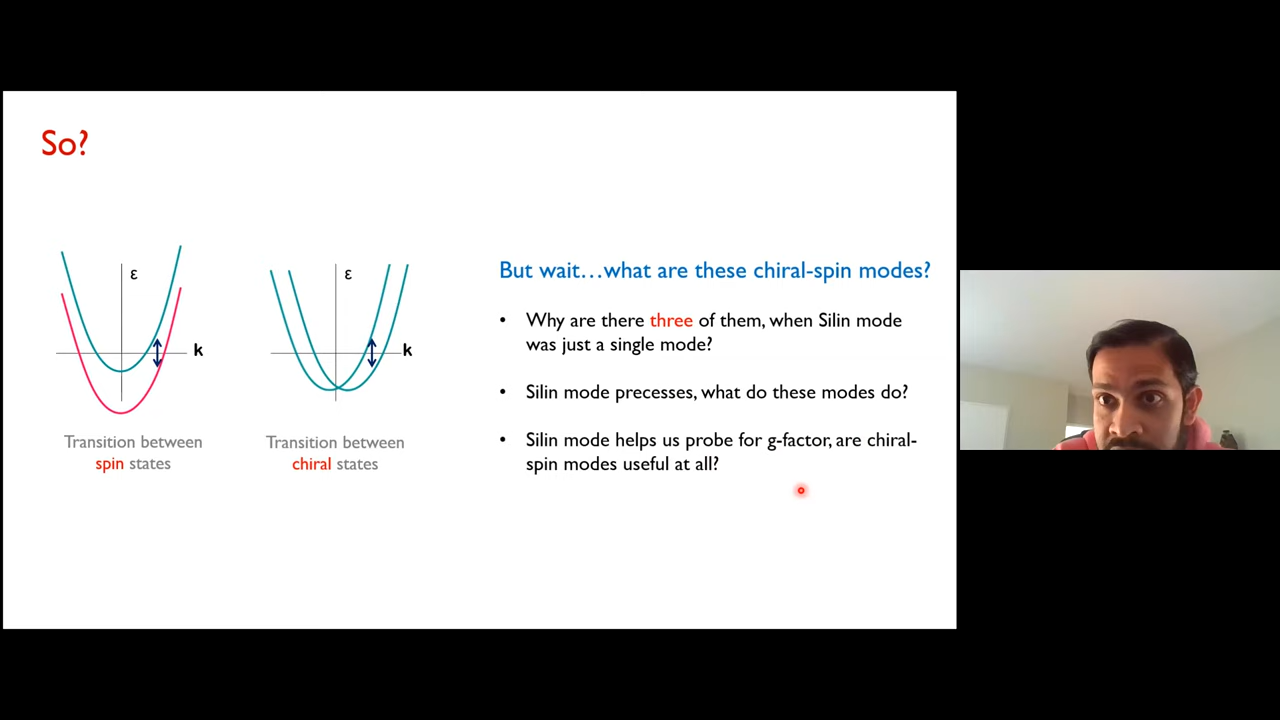 So?
ε
k
Transition between
spin states
ε
k
Transition between
chiral states
But wait…what are these chiral-spin modes?
• Why are there three of them, when Silin mode
was just a single mode?
• Silin mode precesses, what do these modes do?
• Silin mode helps us probe for g-factor, are chiral-
spin modes useful at all?